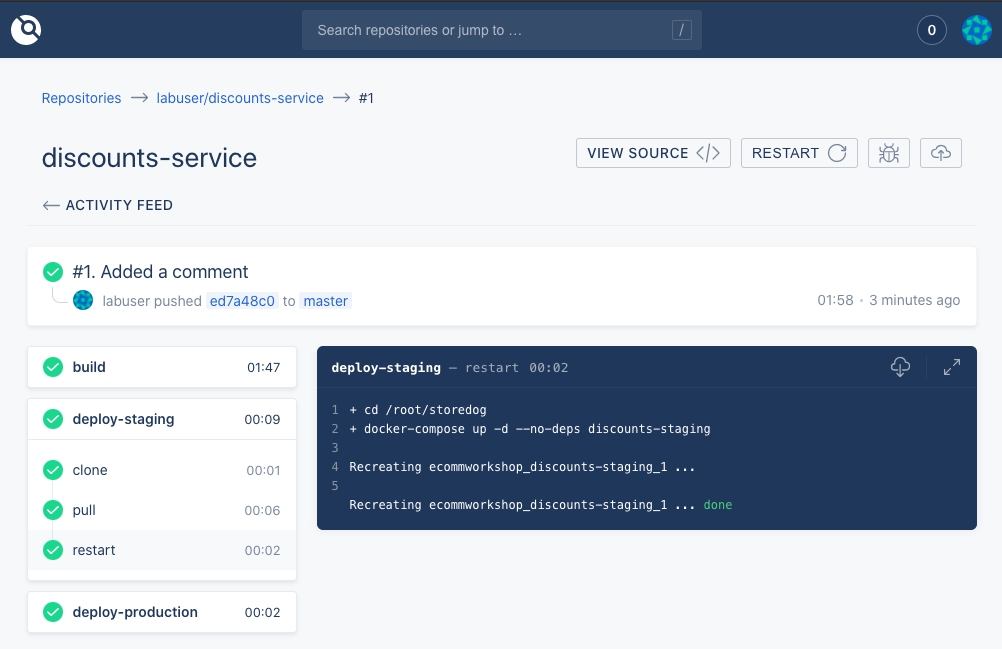 Search repositories or jump to … /
0
Repositories → labuser/discounts-service → #1
discounts-service
VIEW SOURCE </>
RESTART
← ACTIVITY FEED
#1. Added a comment
labuser pushed ed7a48c0 to master
01:58 • 3 minutes ago
build 01:47
deploy-staging 00:09
clone 00:01
pull 00:06
restart 00:02
deploy-production 00:02
deploy-staging — restart 00:02
1 + cd /root/storedog
2 + docker-compose up -d --no-deps discounts-staging
3
4 Recreating ecommworkshop_discounts-staging_1 ...
5
Recreating ecommworkshop_discounts-staging_1 ... done